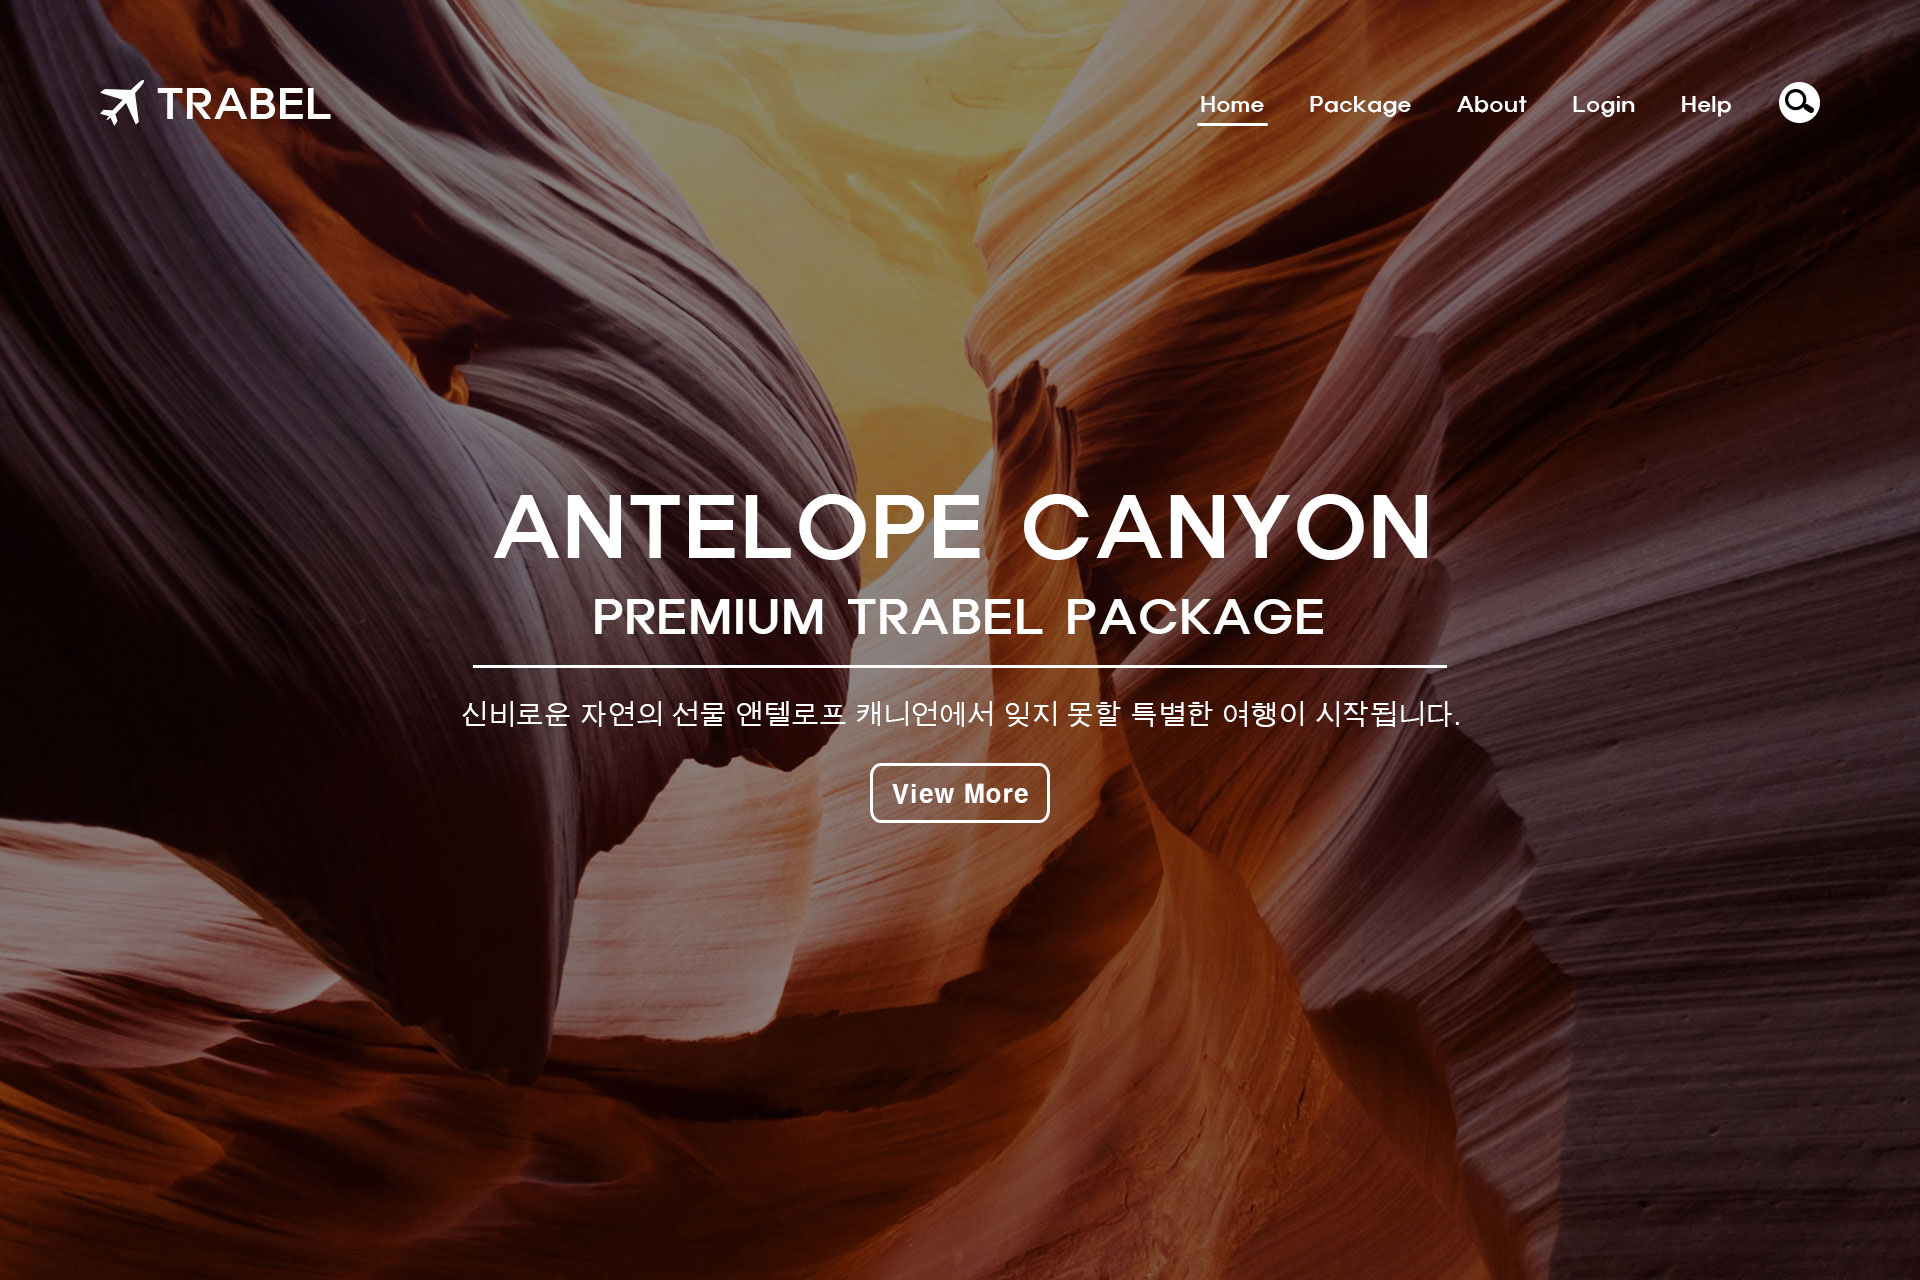 TRABEL
Home Package About Login Help
ANTELOPE CANYON
PREMIUM TRABEL PACKAGE
신비로운 자연의 선물 앤텔로프 캐니언에서 잊지 못할 특별한 여행이 시작됩니다.
View More